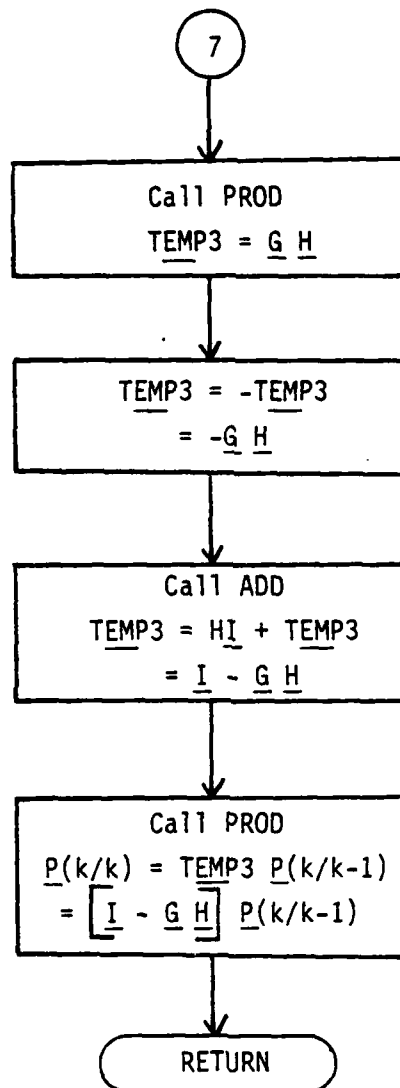 7
Call PROD
TEMP3 = G H
TEMP3 = -TEMP3
= -G H
Call ADD
TEMP3 = HI + TEMP3
= I - G H
Call PROD
P(k/k) = TEMP3 P(k/k-1)
= [I - G H] P(k/k-1)
RETURN